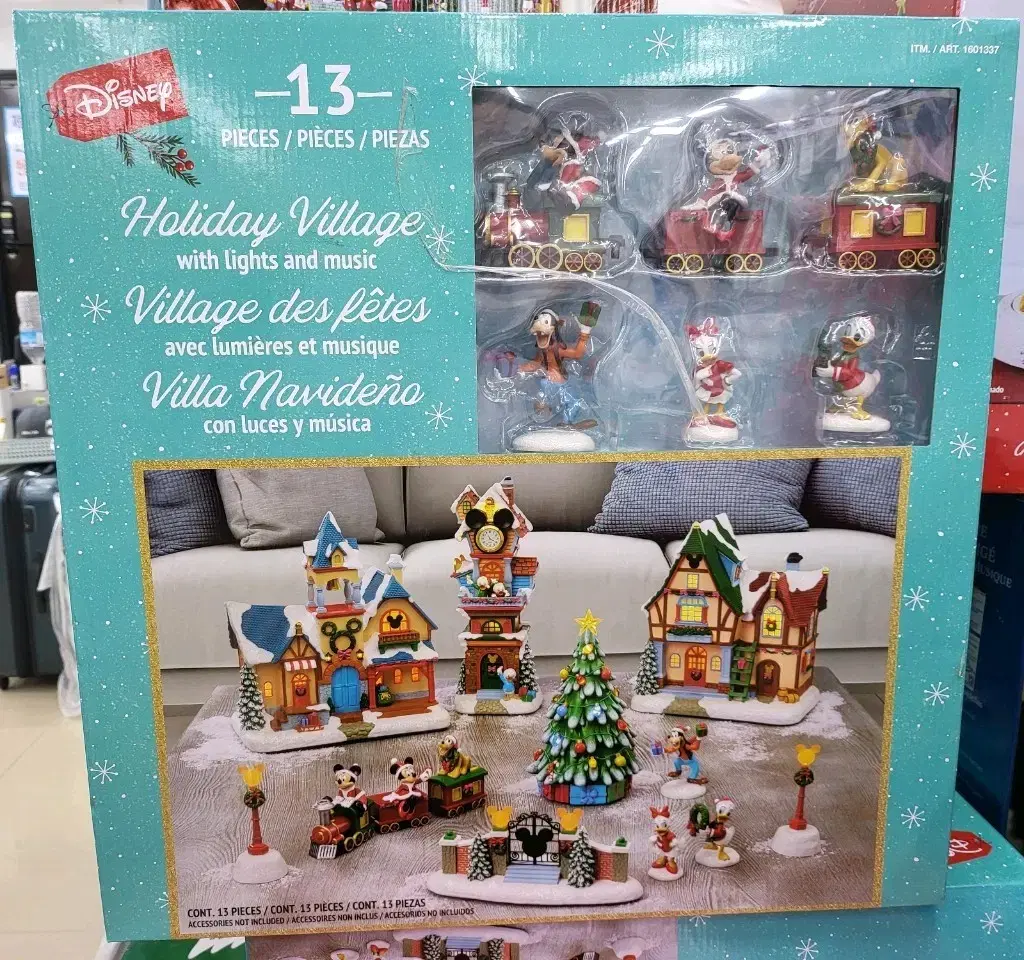 ITM. / ART. 1601337
Disney
13
PIECES / PIÈCES / PIEZAS
Holiday Village
with lights and music
Village des fêtes
avec lumières et musique
Villa Navideño
con luces y música
CONT. 13 PIECES / CONT. 13 PIÈCES / CONT. 13 PIEZAS
ACCESSORIES NOT INCLUDED / ACCESSOIRES NON INCLUS / ACCESORIOS NO INCLUIDOS